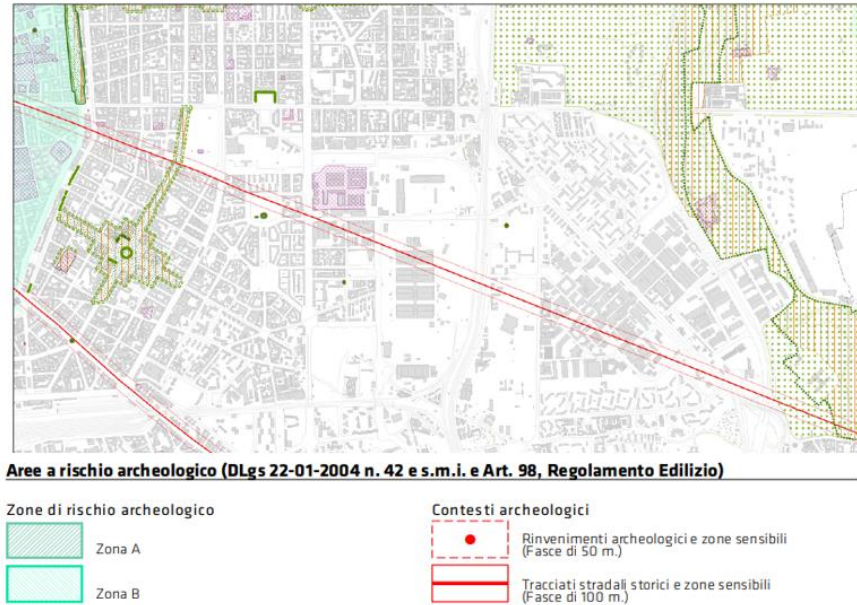 Aree a rischio archeologico (DLgs 22-01-2004 n. 42 e s.m.i. e Art. 98, Regolamento Edilizio)
Zone di rischio archeologico
Zona A
Zona B
Contesti archeologici
Rinvenimenti archeologici e zone sensibili
(Fasce di 50 m.)
Tracciati stradali storici e zone sensibili
(Fasce di 100 m.)